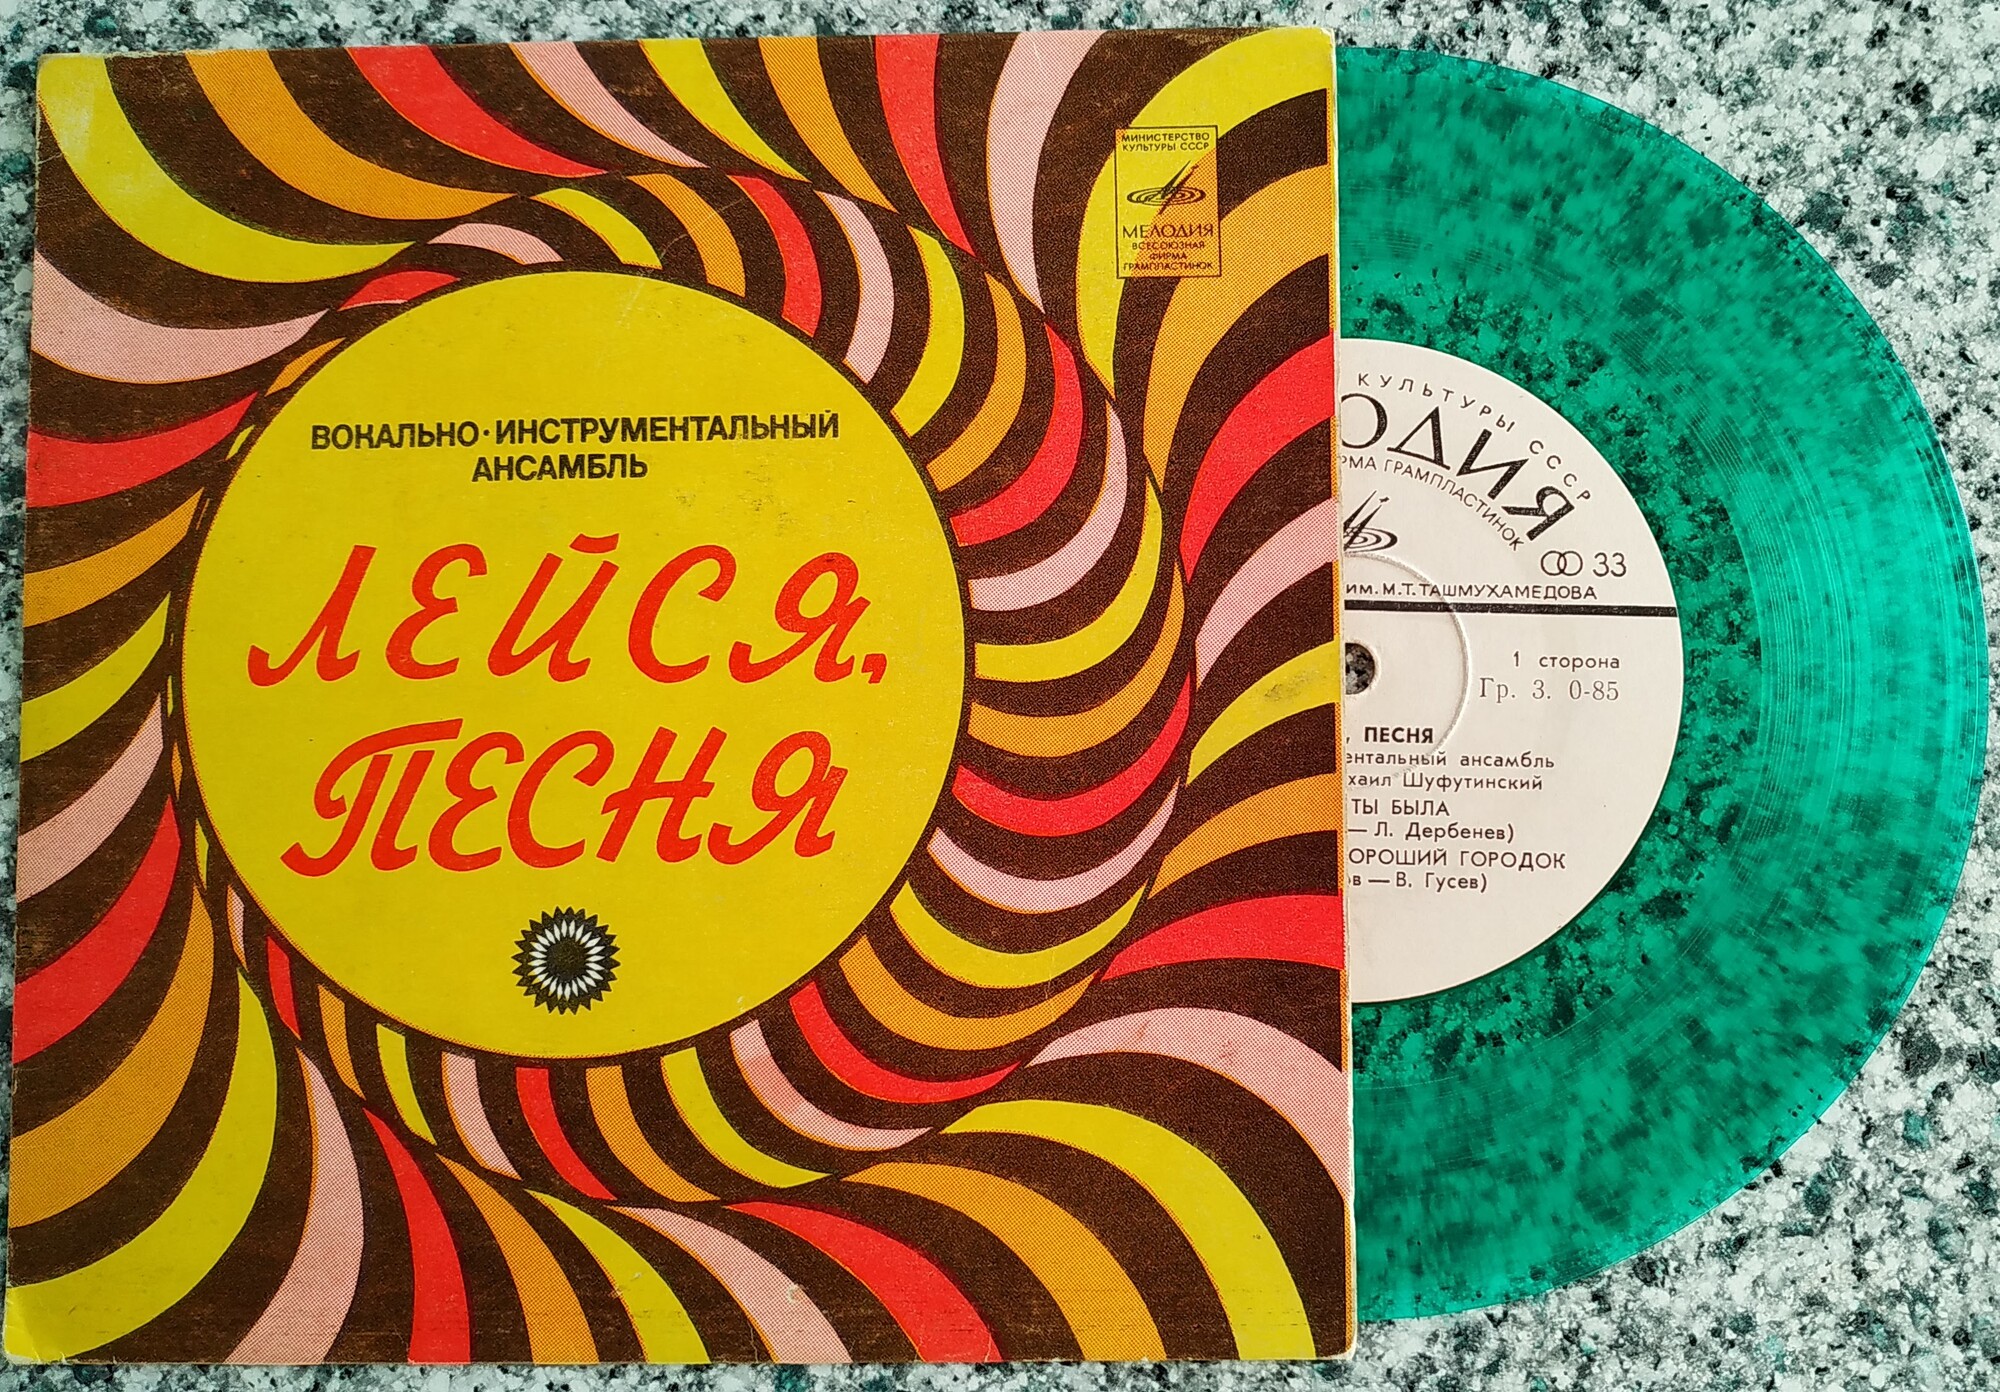 МИНИСТЕРСТВО
КУЛЬТУРЫ СССР
МЕЛОДИЯ
ВСЕСОЮЗНАЯ
ФИРМА
ГРАМПЛАСТИНОК
ВОКАЛЬНО-ИНСТРУМЕНТАЛЬНЫЙ
АНСАМБЛЬ
ЛЕЙСЯ,
ПЕСНЯ
КУЛЬТУРЫ СССР
ОДИЯ
РМА ГРАМПЛАСТИНОК
33
им. М.Т. ТАШМУХАМЕДОВА
1 сторона
Гр. 3. 0-85
, ПЕСНЯ
ентальный ансамбль
хаил Шуфутинский
ТЫ БЫЛА
— Л. Дербенев)
ОРОШИЙ ГОРОДОК
ов — В. Гусев)